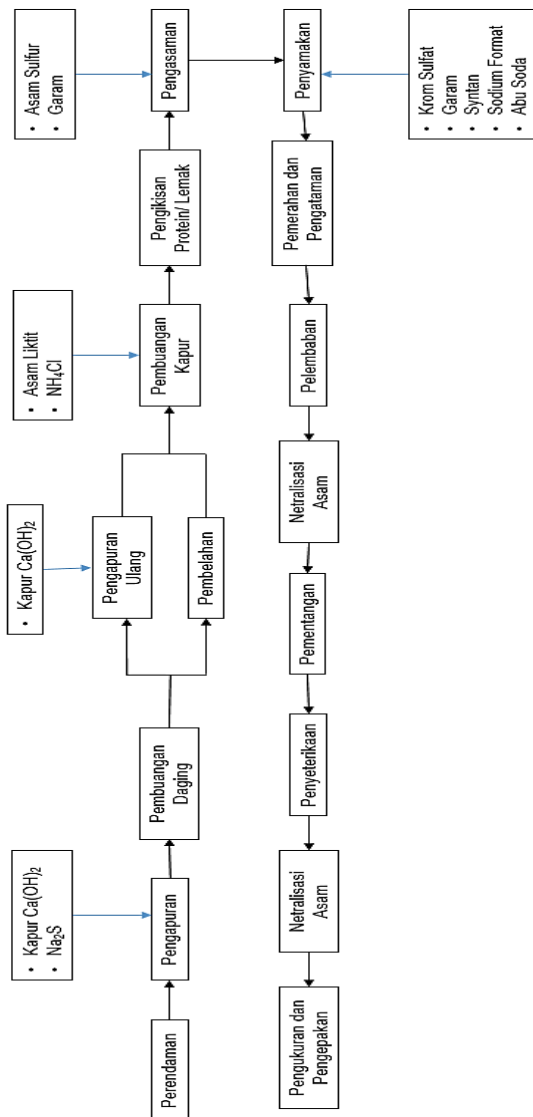 Perendaman
• Kapur Ca(OH)₂
• Na₂S
Pengapuran
Pembuangan
Daging
• Kapur Ca(OH)₂
Pengapuran
Ulang
Pembelahan
• Asam Liktit
• NH₄Cl
Pembuangan
Kapur
Pengikisan
Protein/ Lemak
• Asam Sulfur
• Garam
Pengasaman
Penyamakan
• Krom Sulfat
• Garam
• Syntan
• Sodium Format
• Abu Soda
Pemerahan dan
Pengataman
Pelembaban
Netralisasi
Asam
Pementangan
Penyeterikaan
Netralisasi
Asam
Pengukuran dan
Pengepakan